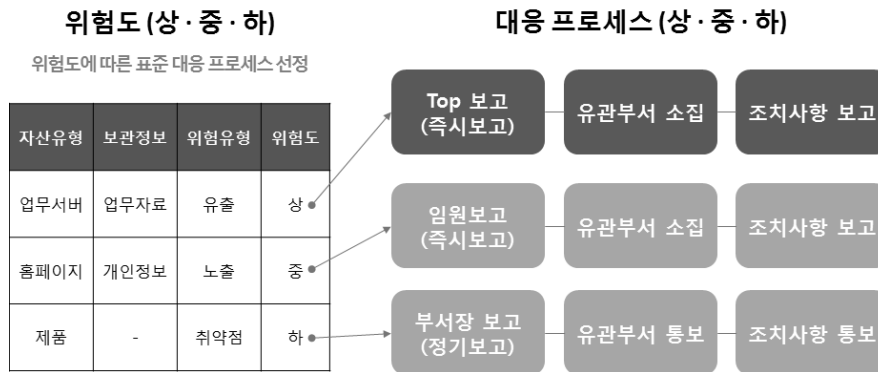 위험도 (상 · 중 · 하)
대응 프로세스 (상 · 중 · 하)
위험도에 따른 표준 대응 프로세스 선정
자산유형 보관정보 위험유형 위험도
업무서버 업무자료 유출 상
홈페이지 개인정보 노출 중
제품 - 취약점 하
Top 보고
(즉시보고)
유관부서 소집
조치사항 보고
임원보고
(즉시보고)
유관부서 소집
조치사항 보고
부서장 보고
(정기보고)
유관부서 통보
조치사항 통보